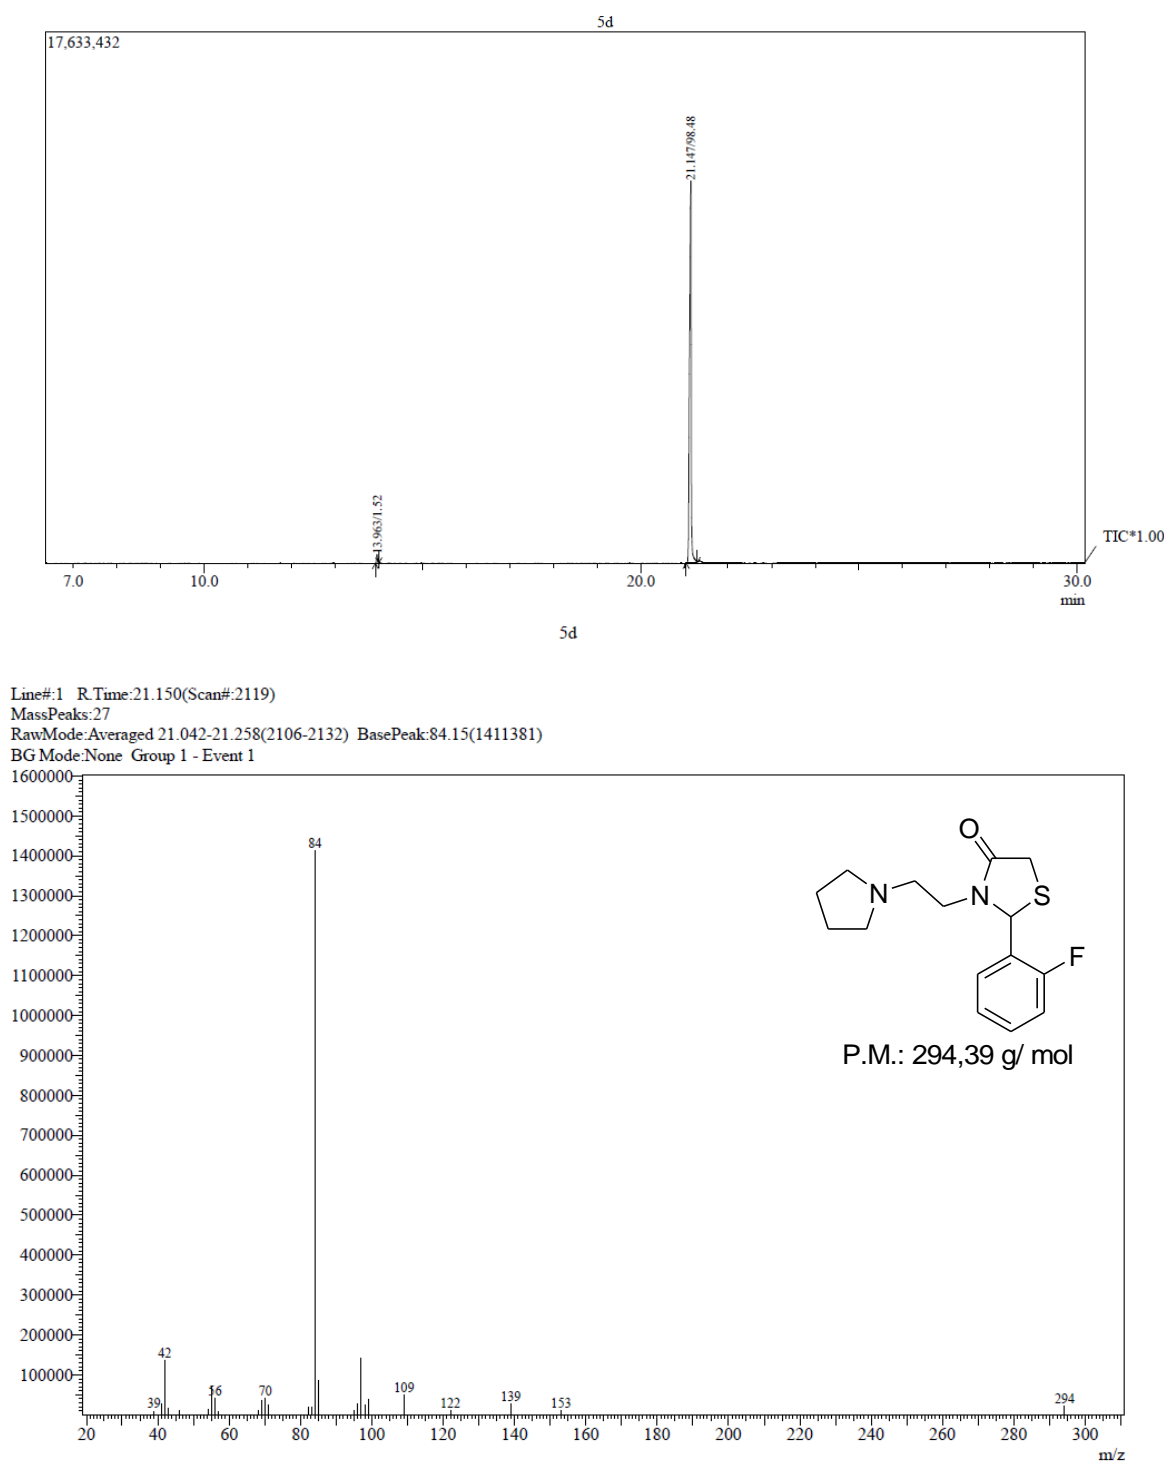 5d
17,633,432
21.147/98.48
13.963/1.52
TIC*1.00
7.0 10.0 20.0 30.0
min
5d
Line#:1 R.Time:21.150(Scan#:2119)
MassPeaks:27
RawMode:Averaged 21.042-21.258(2106-2132) BasePeak:84.15(1411381)
BG Mode:None Group 1 - Event 1
1600000
1500000
1400000
1300000
1200000
1100000
1000000
900000
800000
700000
600000
500000
400000
300000
200000
100000
84
O
N N S
F
P.M.: 294,39 g/ mol
42
39 56 70 109 122 139 153 294
20 40 60 80 100 120 140 160 180 200 220 240 260 280 300
m/z